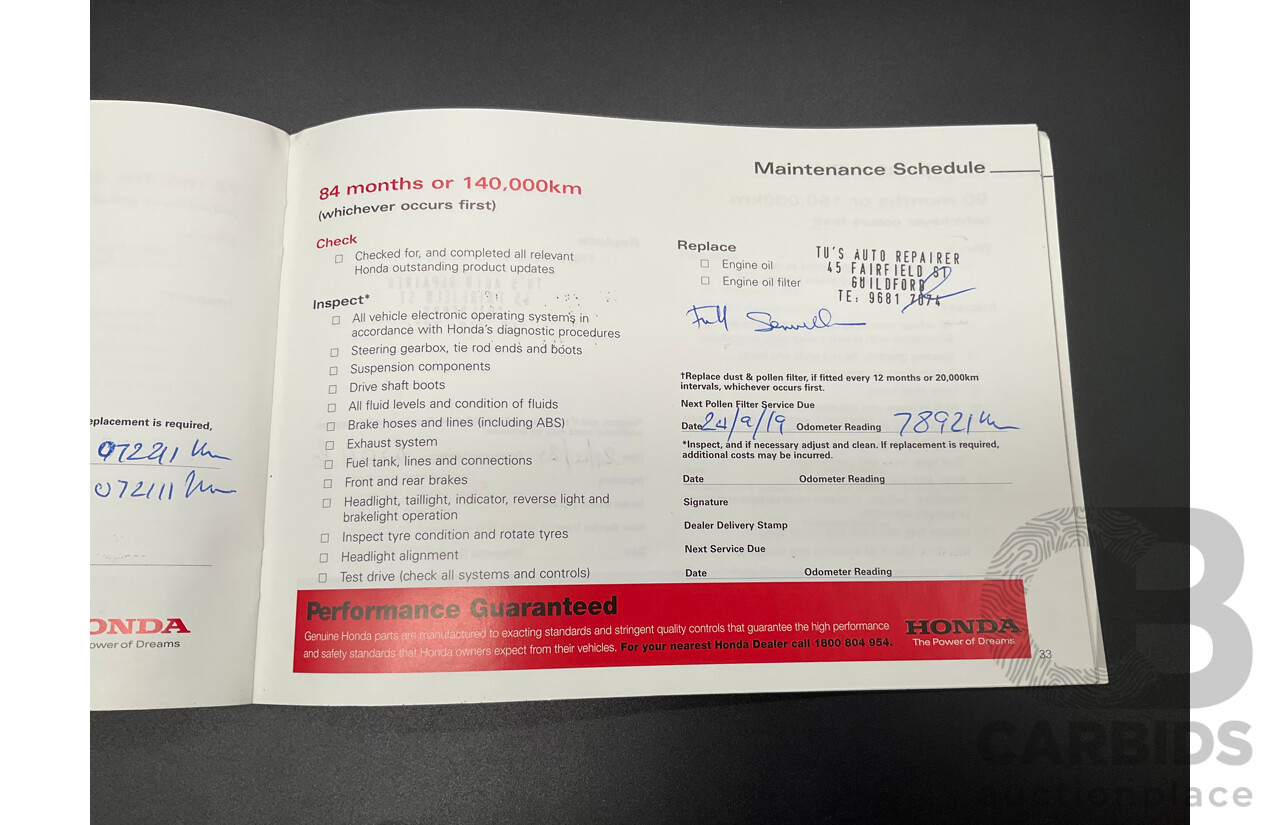 eplacement is required,
072211 Km
072111 Km
ONDA
ower of Dreams
Maintenance Schedule
84 months or 140,000km
(whichever occurs first)
Check
☐ Checked for, and completed all relevant
Honda outstanding product updates
Inspect*
☐ All vehicle electronic operating systems in
accordance with Honda's diagnostic procedures
☐ Steering gearbox, tie rod ends and boots
☐ Suspension components
☐ Drive shaft boots
☐ All fluid levels and condition of fluids
☐ Brake hoses and lines (including ABS)
☐ Exhaust system
☐ Fuel tank, lines and connections
☐ Front and rear brakes
☐ Headlight, taillight, indicator, reverse light and
brakelight operation
☐ Inspect tyre condition and rotate tyres
☐ Headlight alignment
☐ Test drive (check all systems and controls)
Replace
☐ Engine oil
☐ Engine oil filter
TU'S AUTO REPAIRER
45 FAIRFIELD ST
GUILDFORD
TE: 9681 7874
Full
†Replace dust & pollen filter, if fitted every 12 months or 20,000km
intervals, whichever occurs first.
Next Pollen Filter Service Due
Date 24/9/19 Odometer Reading 78921 Km
*Inspect, and if necessary adjust and clean. If replacement is required,
additional costs may be incurred.
Date Odometer Reading
Signature
Dealer Delivery Stamp
Next Service Due
Date Odometer Reading
Performance Guaranteed
Genuine Honda parts are manufactured to exacting standards and stringent quality controls that guarantee the high performance
and safety standards that Honda owners expect from their vehicles. For your nearest Honda Dealer call 1800 804 954.
HONDA
The Power of Dreams
33
CARBIDS
auctionplace